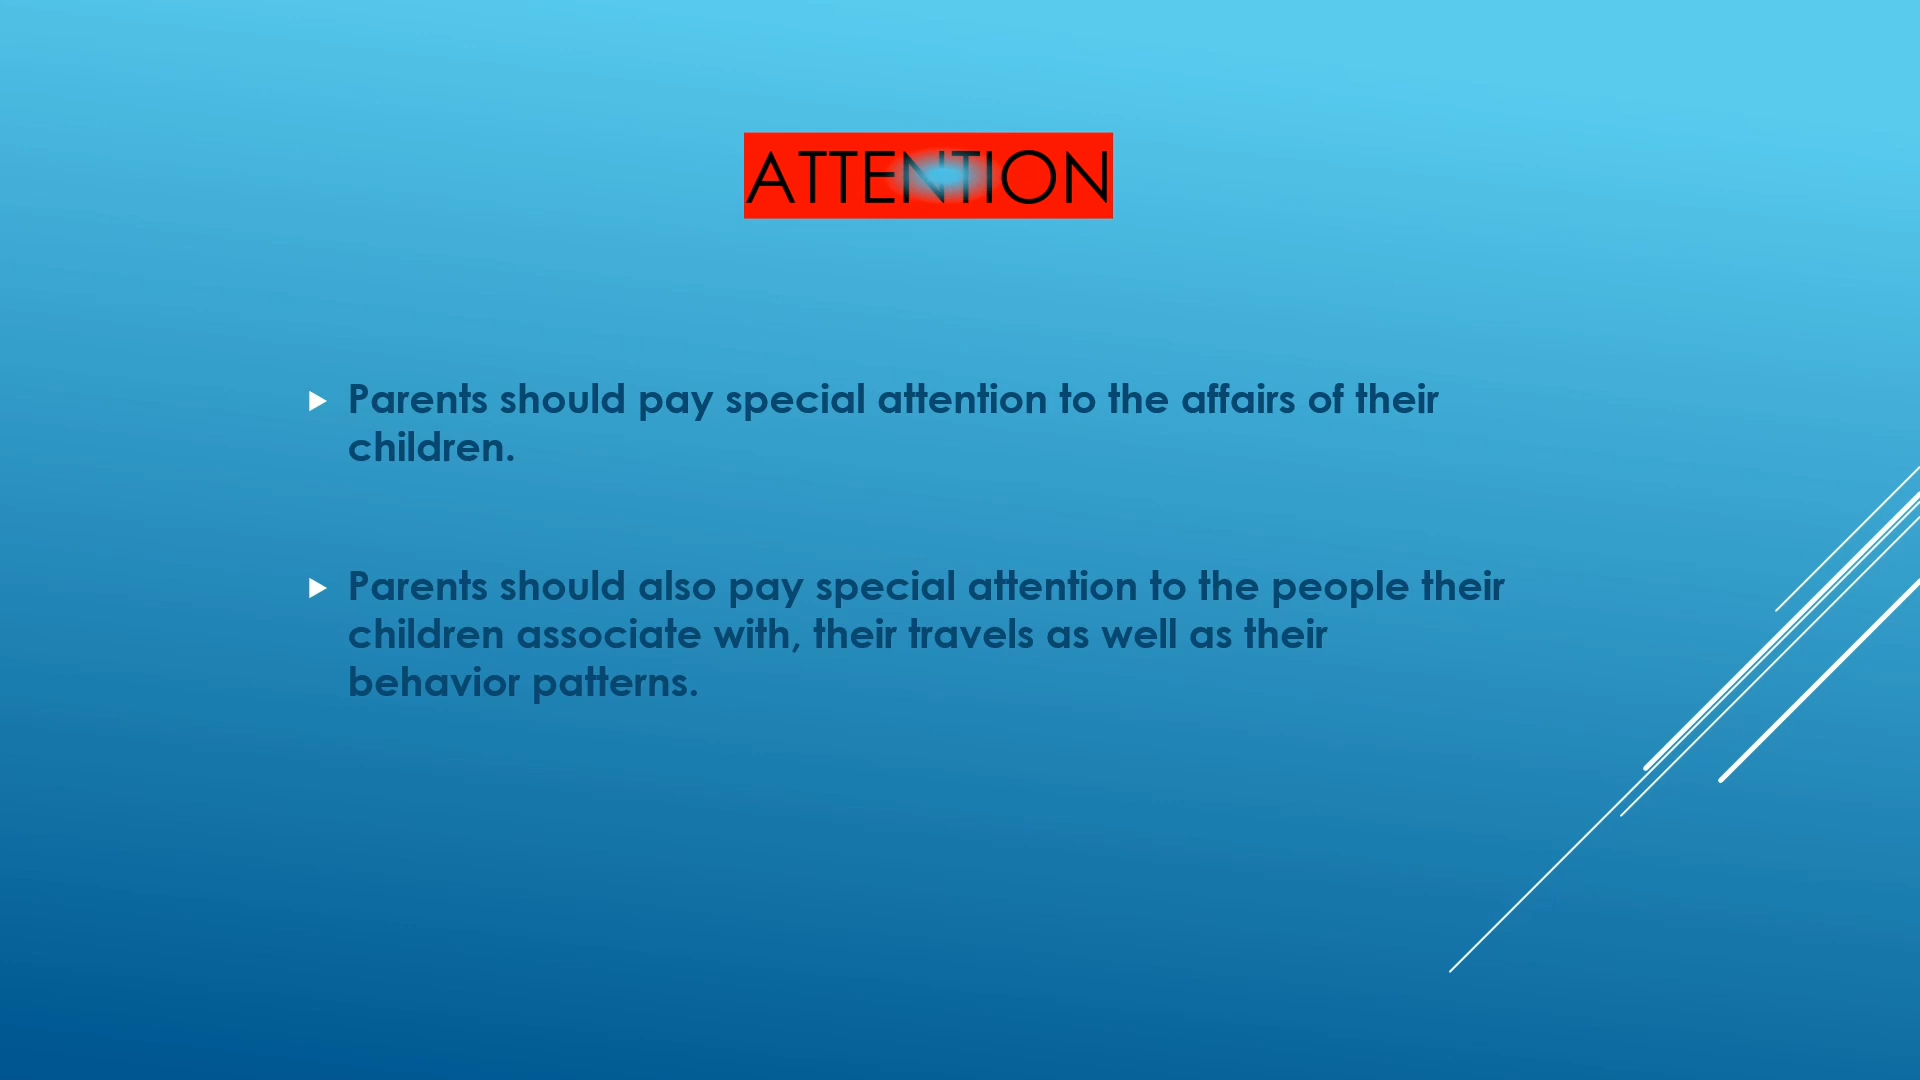 ATTENTION
Parents should pay special attention to the affairs of their
children.
Parents should also pay special attention to the people their
children associate with, their travels as well as their
behavior patterns.